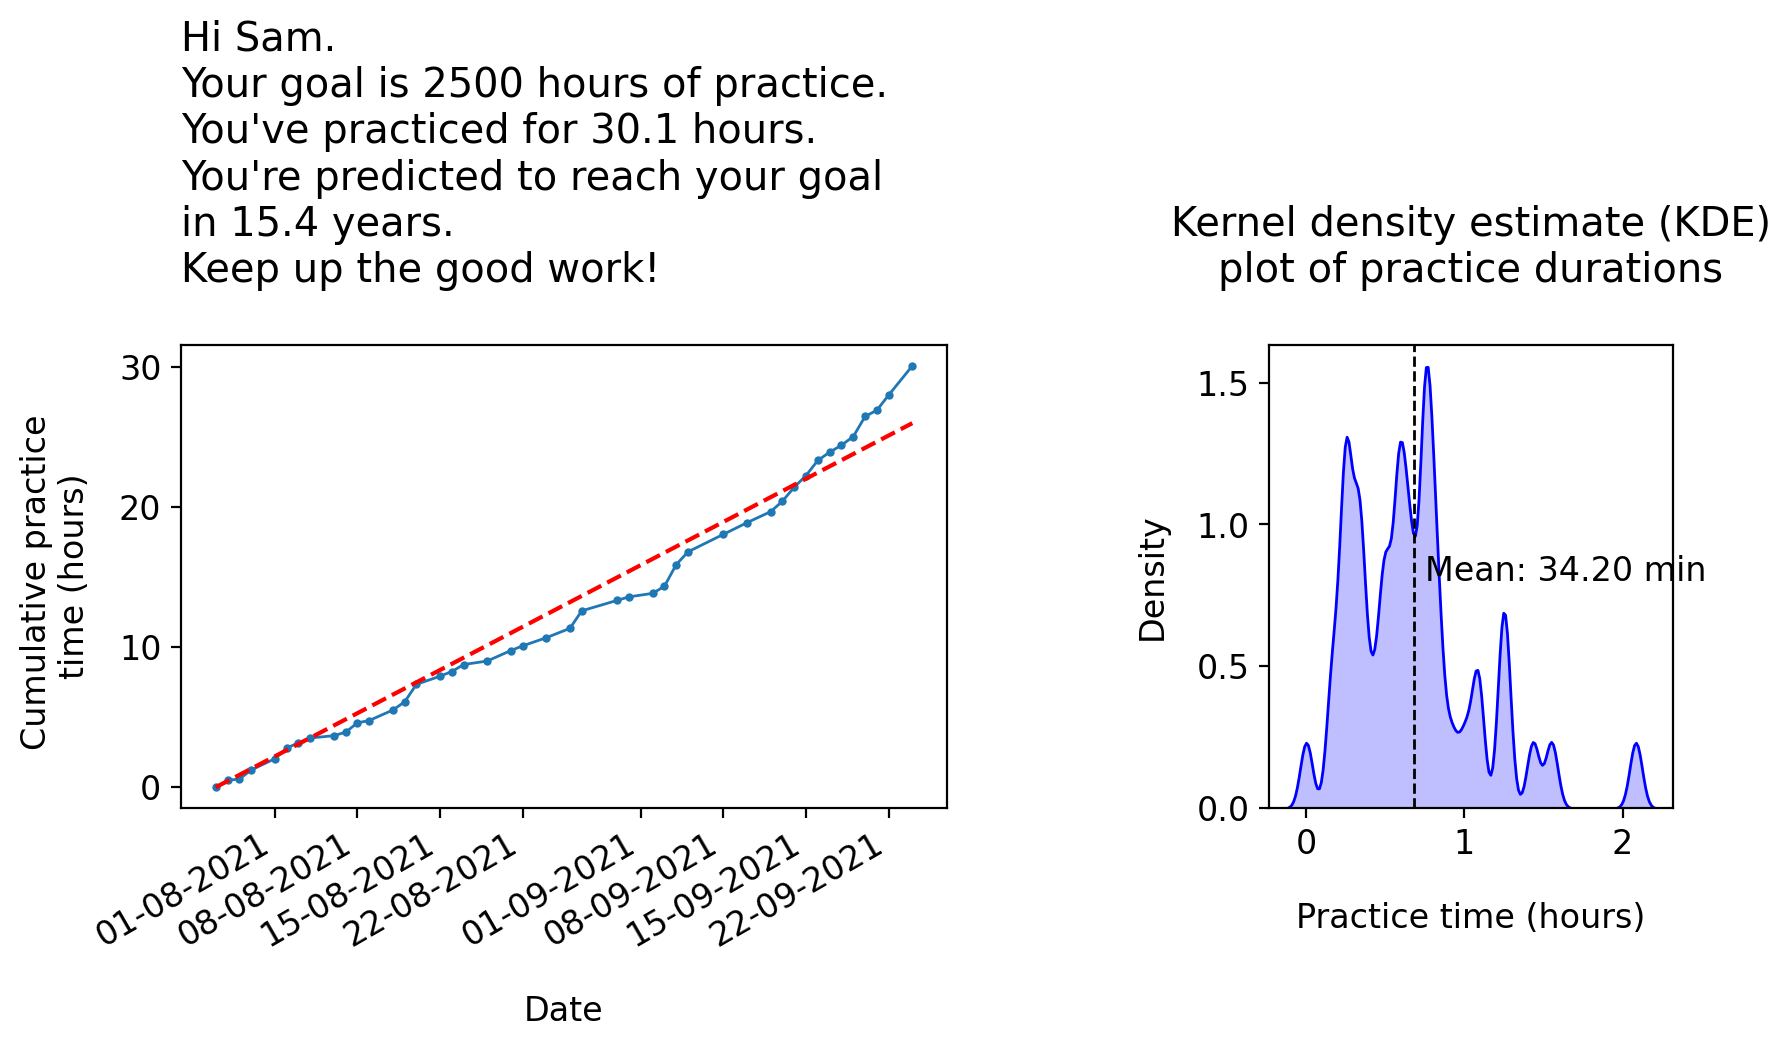 Hi Sam.
Your goal is 2500 hours of practice.
You've practiced for 30.1 hours.
You're predicted to reach your goal
in 15.4 years.
Keep up the good work!
30
20
10
0
Cumulative practice
time (hours)
01-08-2021
08-08-2021
15-08-2021
22-08-2021
01-09-2021
08-09-2021
15-09-2021
22-09-2021
Date
Kernel density estimate (KDE)
plot of practice durations
1.5
1.0
0.5
0.0
Density
Mean: 34.20 min
0
1
2
Practice time (hours)